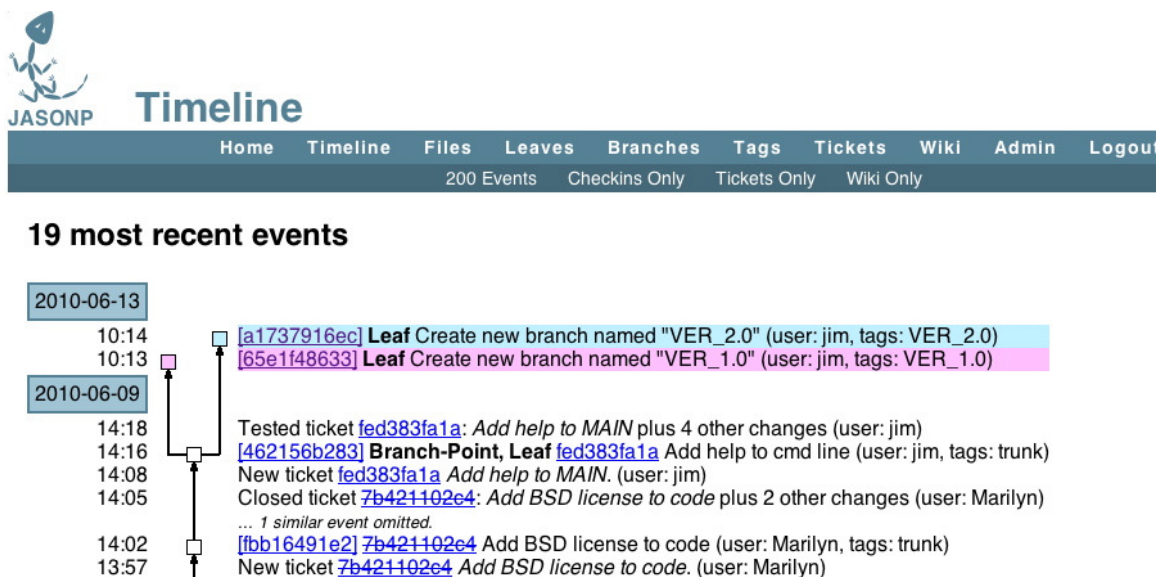 JASONP
Timeline
Home Timeline Files Leaves Branches Tags Tickets Wiki Admin Logout
200 Events Checkins Only Tickets Only Wiki Only
19 most recent events
2010-06-13
10:14 [a1737916ec] Leaf Create new branch named "VER_2.0" (user: jim, tags: VER_2.0)
10:13 [65e1f48633] Leaf Create new branch named "VER_1.0" (user: jim, tags: VER_1.0)
2010-06-09
14:18 Tested ticket fed383fa1a: Add help to MAIN plus 4 other changes (user: jim)
14:16 [462156b283] Branch-Point, Leaf fed383fa1a Add help to cmd line (user: jim, tags: trunk)
14:08 New ticket fed383fa1a Add help to MAIN. (user: jim)
14:05 Closed ticket 7b421102c4: Add BSD license to code plus 2 other changes (user: Marilyn)
... 1 similar event omitted.
14:02 [fbb16491e2] 7b421102c4 Add BSD license to code (user: Marilyn, tags: trunk)
13:57 New ticket 7b421102c4 Add BSD license to code. (user: Marilyn)